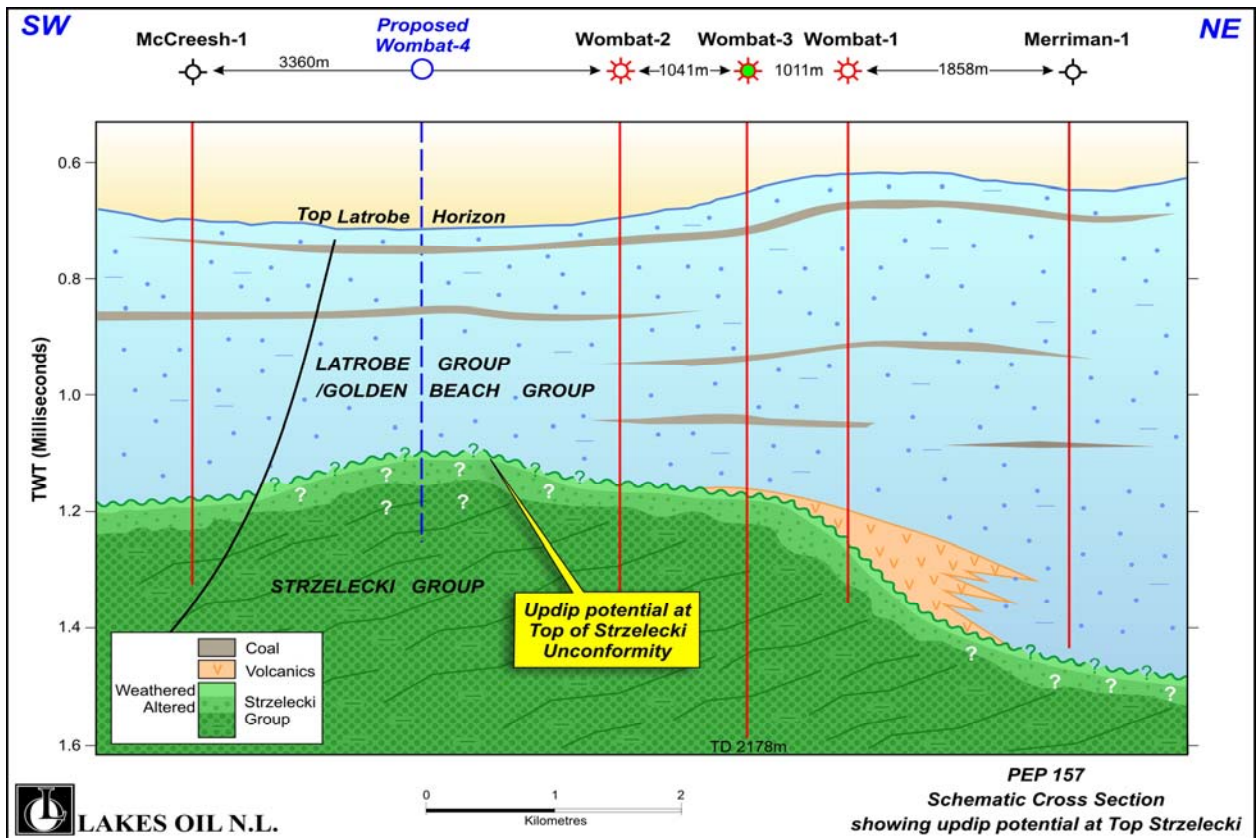 SW
Proposed
Wombat-4
NE
McCreesh-1
Wombat-2
Wombat-3
Wombat-1
Merriman-1
3360m
1041m
1011m
1858m
0.6
0.8
1.0
1.2
1.4
1.6
TWT (Milliseconds)
Top Latrobe Horizon
LATROBE GROUP
/GOLDEN BEACH GROUP
? ? ? ? ? ? ? ? ?
? ? ? ? ? ?
STRZELECKI GROUP
Updip potential at
Top of Strzelecki
Unconformity
? ? ? ? ?
? ? ? ?
Coal
Volcanics
Weathered
Altered
Strzelecki
Group
TD 2178m
0 1 2
Kilometres
LAKES OIL N.L.
PEP 157
Schematic Cross Section
showing updip potential at Top Strzelecki